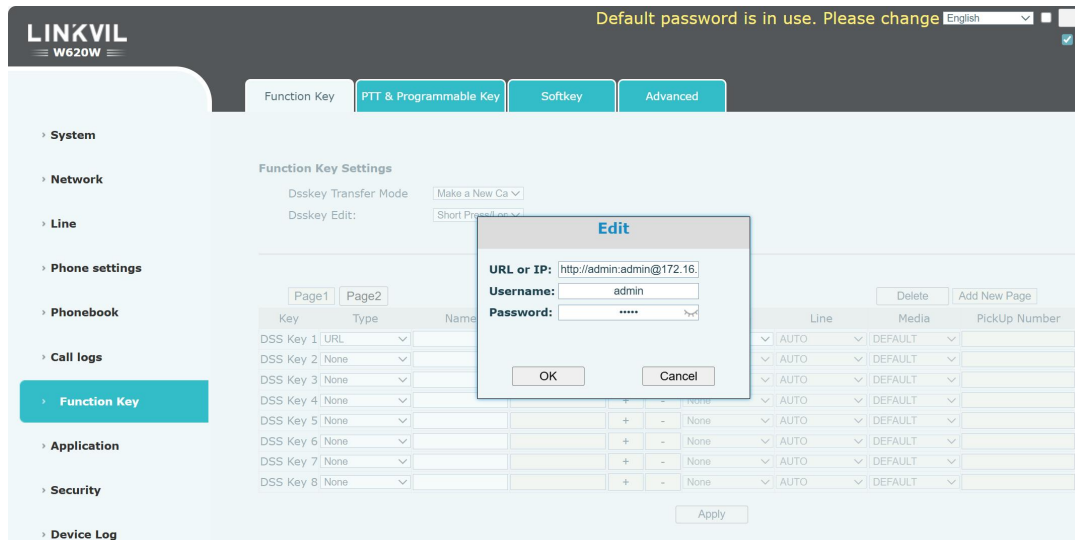 Default password is in use. Please change English
LINKVIL
W620W
Function Key PTT & Programmable Key Softkey Advanced
System
Network
Line
Phone settings
Phonebook
Call logs
Function Key
Application
Security
Device Log
Function Key Settings
Dsskey Transfer Mode Make a New Ca
Dsskey Edit: Short Press/Lon
Edit
URL or IP: http://admin:admin@172.16.
Username: admin
Password: •••••
OK Cancel
Page1 Page2 Delete Add New Page
Key Type Name Line Media PickUp Number
DSS Key 1 URL AUTO DEFAULT
DSS Key 2 None AUTO DEFAULT
DSS Key 3 None AUTO DEFAULT
DSS Key 4 None + - None AUTO DEFAULT
DSS Key 5 None + - None AUTO DEFAULT
DSS Key 6 None + - None AUTO DEFAULT
DSS Key 7 None + - None AUTO DEFAULT
DSS Key 8 None + - None AUTO DEFAULT
Apply